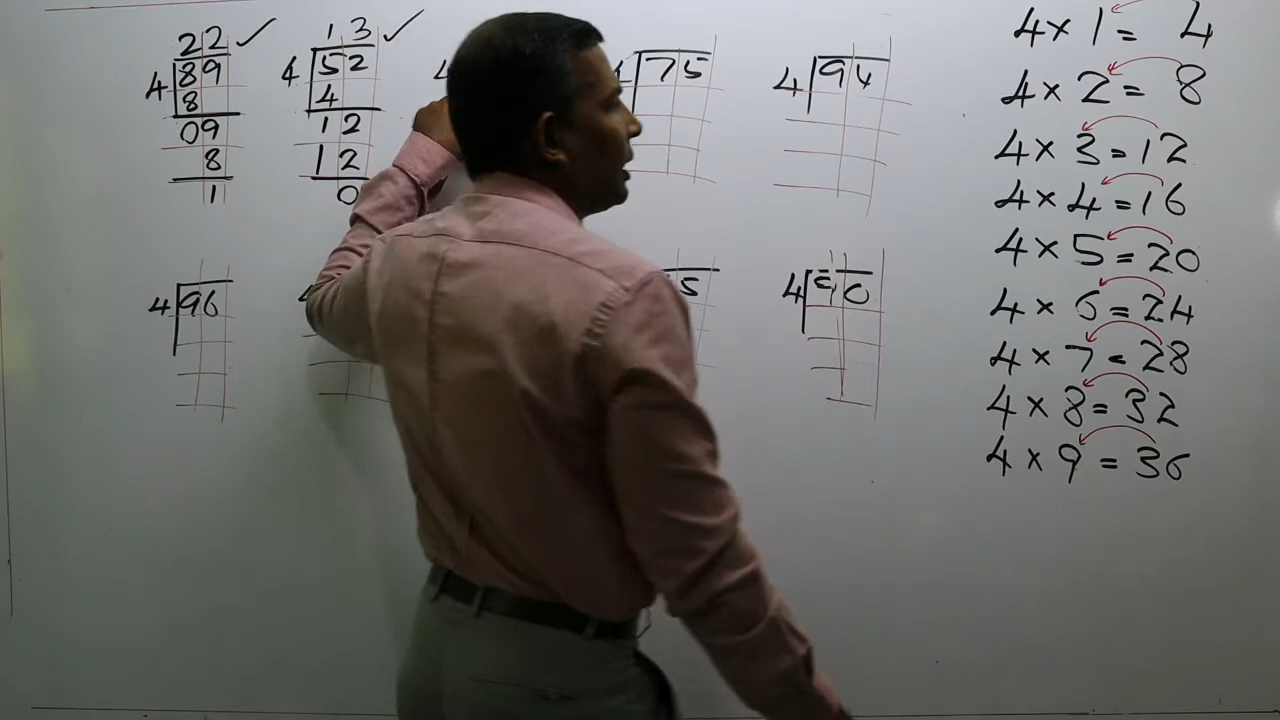 22 ✓
4 89
8
09
8
1
13 ✓
4 52
4
12
12
0
4
75
4 94
4 96
5
4
0
4 × 1 = 4
4 × 2 = 8
4 × 3 = 12
4 × 4 = 16
4 × 5 = 20
4 × 6 = 24
4 × 7 = 28
4 × 8 = 32
4 × 9 = 36